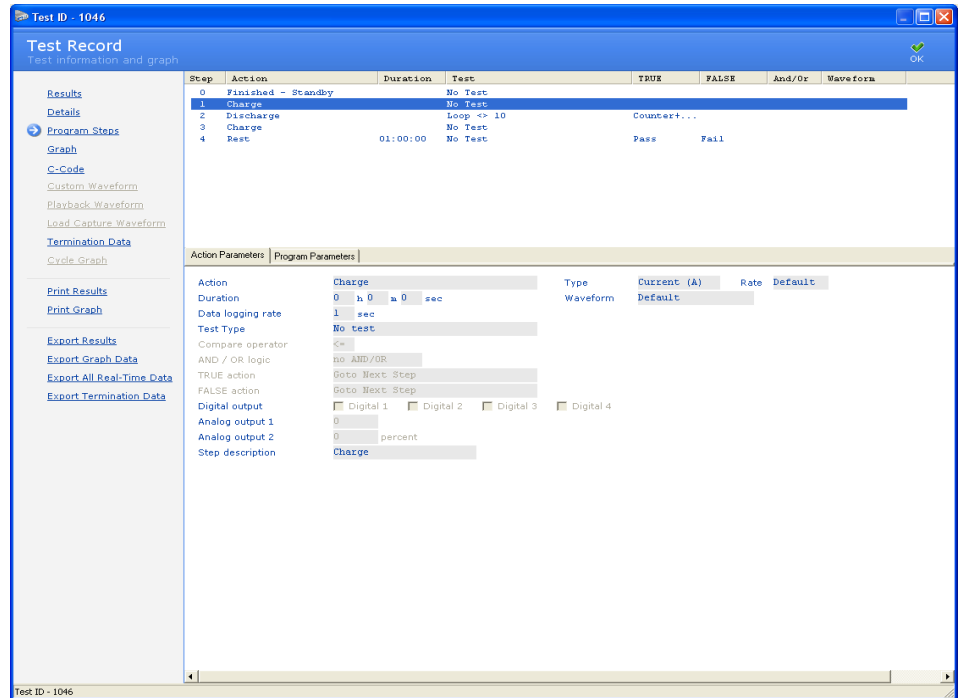 Test ID - 1046
Test Record
Test information and graph
OK
Results
Details
Program Steps
Graph
C-Code
Custom Waveform
Playback Waveform
Load Capture Waveform
Termination Data
Cycle Graph
Print Results
Print Graph
Export Results
Export Graph Data
Export All Real-Time Data
Export Termination Data
Step Action Duration Test TRUE FALSE And/Or Waveform
0 Finished - Standby No Test
1 Charge No Test
2 Discharge Loop <> 10 Counter+...
3 Charge No Test
4 Rest 01:00:00 No Test Pass Fail
Action Parameters Program Parameters
Action Charge Type Current (A) Rate Default
Duration 0 h 0 m 0 sec Waveform Default
Data logging rate 1 sec
Test Type No test
Compare operator <=
AND / OR logic no AND/OR
TRUE action Goto Next Step
FALSE action Goto Next Step
Digital output Digital 1 Digital 2 Digital 3 Digital 4
Analog output 1 0
Analog output 2 0 percent
Step description Charge
Test ID - 1046